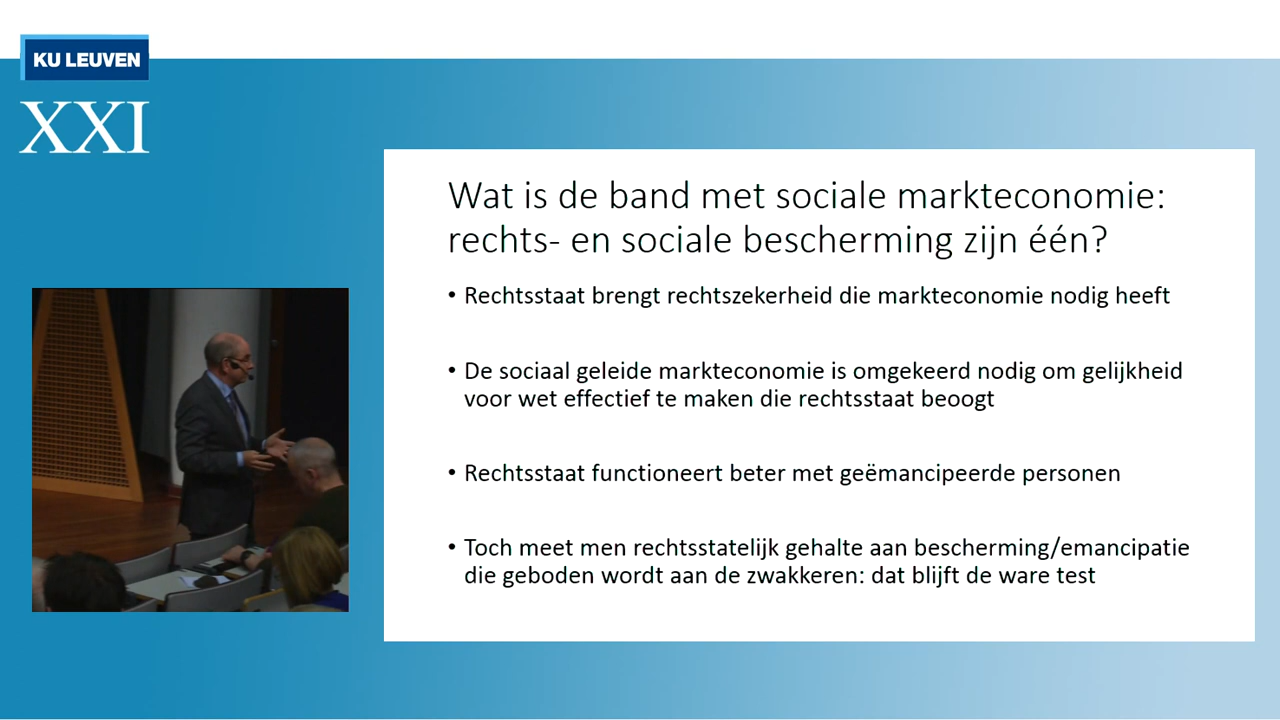 KU LEUVEN
XXI
Wat is de band met sociale markteconomie:
rechts- en sociale bescherming zijn één?
• Rechtsstaat brengt rechtszekerheid die markteconomie nodig heeft
• De sociaal geleide markteconomie is omgekeerd nodig om gelijkheid
voor wet effectief te maken die rechtsstaat beoogt
• Rechtsstaat functioneert beter met geëmancipeerde personen
• Toch meet men rechtsstatelijk gehalte aan bescherming/emancipatie
die geboden wordt aan de zwakkeren: dat blijft de ware test